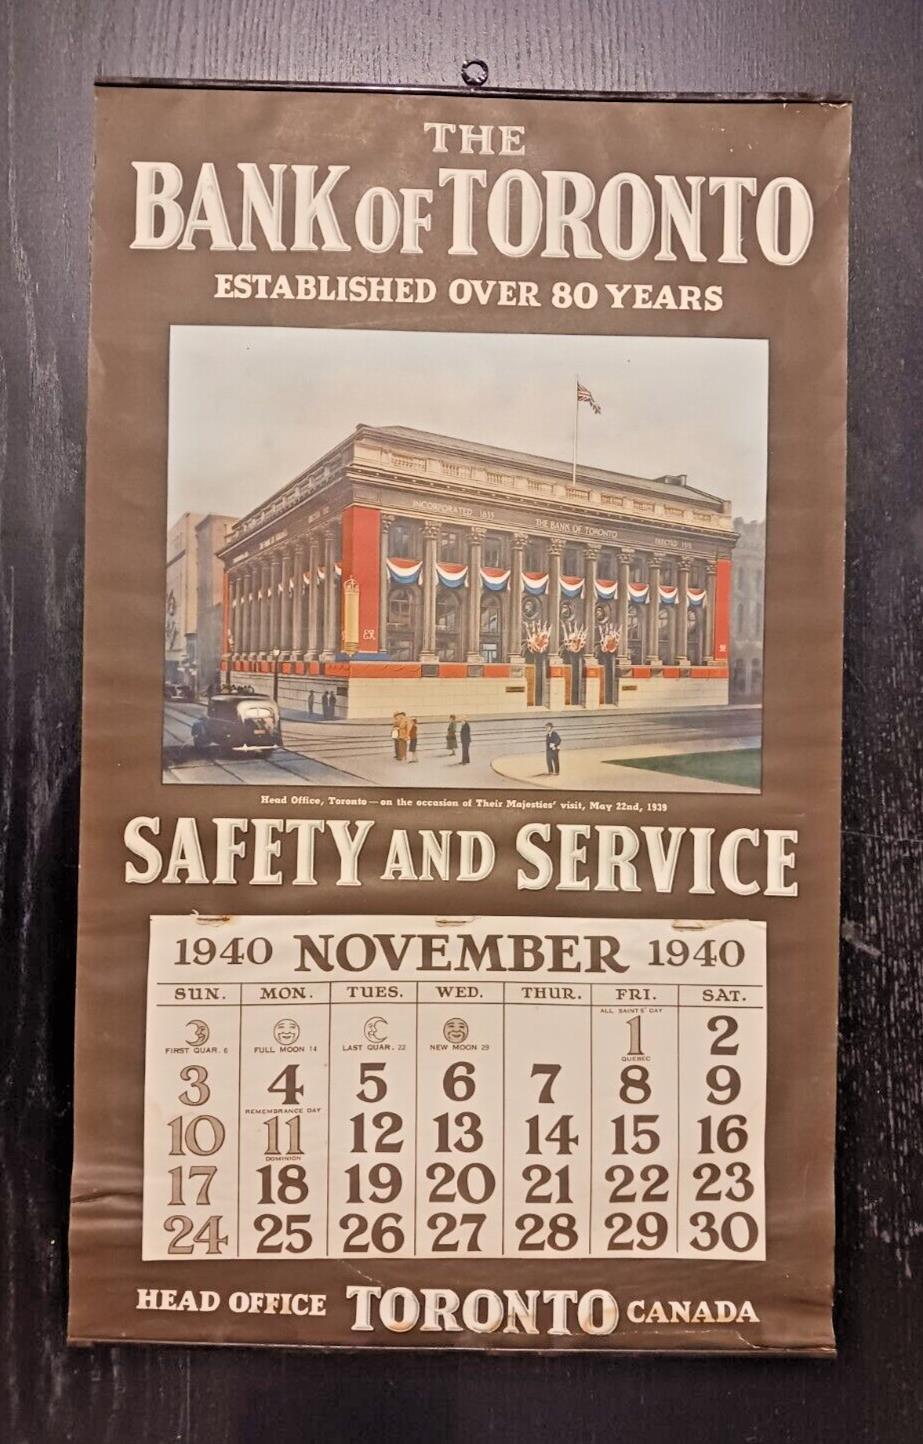 THE
BANK OF TORONTO
ESTABLISHED OVER 80 YEARS
INCORPORATED 1855 THE BANK OF TORONTO
Head Office, Toronto — on the occasion of Their Majesties' visit, May 22nd, 1939
SAFETY AND SERVICE
1940 NOVEMBER 1940
SUN. MON. TUES. WED. THUR. FRI. SAT.
ALL SAINTS' DAY
1 2
FIRST QUAR. 6 FULL MOON 14 LAST QUAR. 22 NEW MOON 29 QUEBEC
3 4 5 6 7 8 9
REMEMBRANCE DAY
10 11 12 13 14 15 16
DOMINION
17 18 19 20 21 22 23
24 25 26 27 28 29 30
HEAD OFFICE TORONTO CANADA